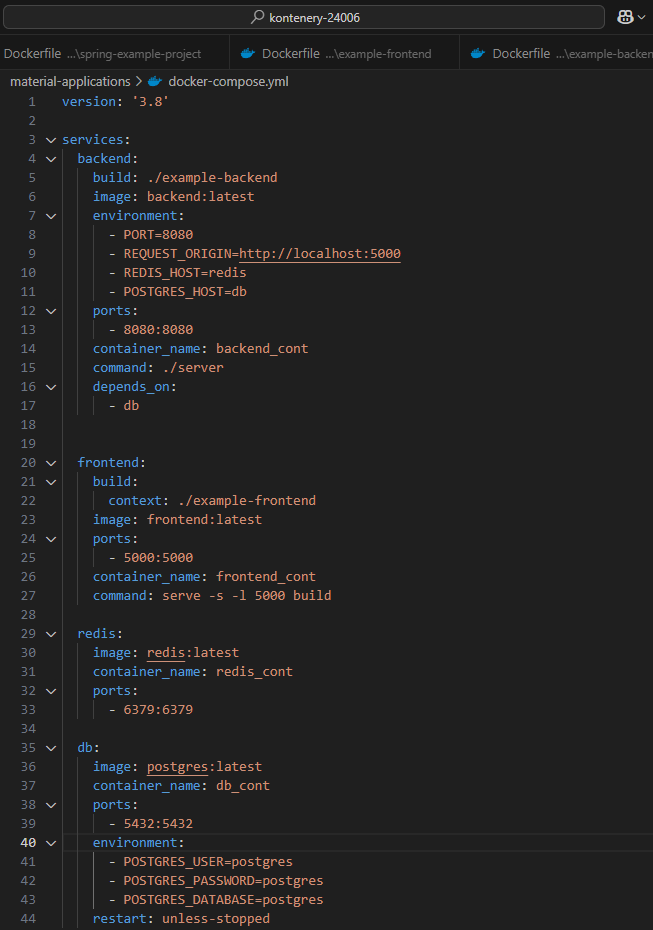 kontenery-24006
Dockerfile ...\spring-example-project Dockerfile ...\example-frontend Dockerfile ...\example-backen
material-applications > docker-compose.yml
1 version: '3.8'
2
3 services:
4   backend:
5     build: ./example-backend
6     image: backend:latest
7     environment:
8       - PORT=8080
9       - REQUEST_ORIGIN=http://localhost:5000
10       - REDIS_HOST=redis
11       - POSTGRES_HOST=db
12     ports:
13       - 8080:8080
14     container_name: backend_cont
15     command: ./server
16     depends_on:
17       - db
18
19
20   frontend:
21     build:
22       context: ./example-frontend
23     image: frontend:latest
24     ports:
25       - 5000:5000
26     container_name: frontend_cont
27     command: serve -s -l 5000 build
28
29   redis:
30     image: redis:latest
31     container_name: redis_cont
32     ports:
33       - 6379:6379
34
35   db:
36     image: postgres:latest
37     container_name: db_cont
38     ports:
39       - 5432:5432
40     environment:
41       - POSTGRES_USER=postgres
42       - POSTGRES_PASSWORD=postgres
43       - POSTGRES_DATABASE=postgres
44     restart: unless-stopped